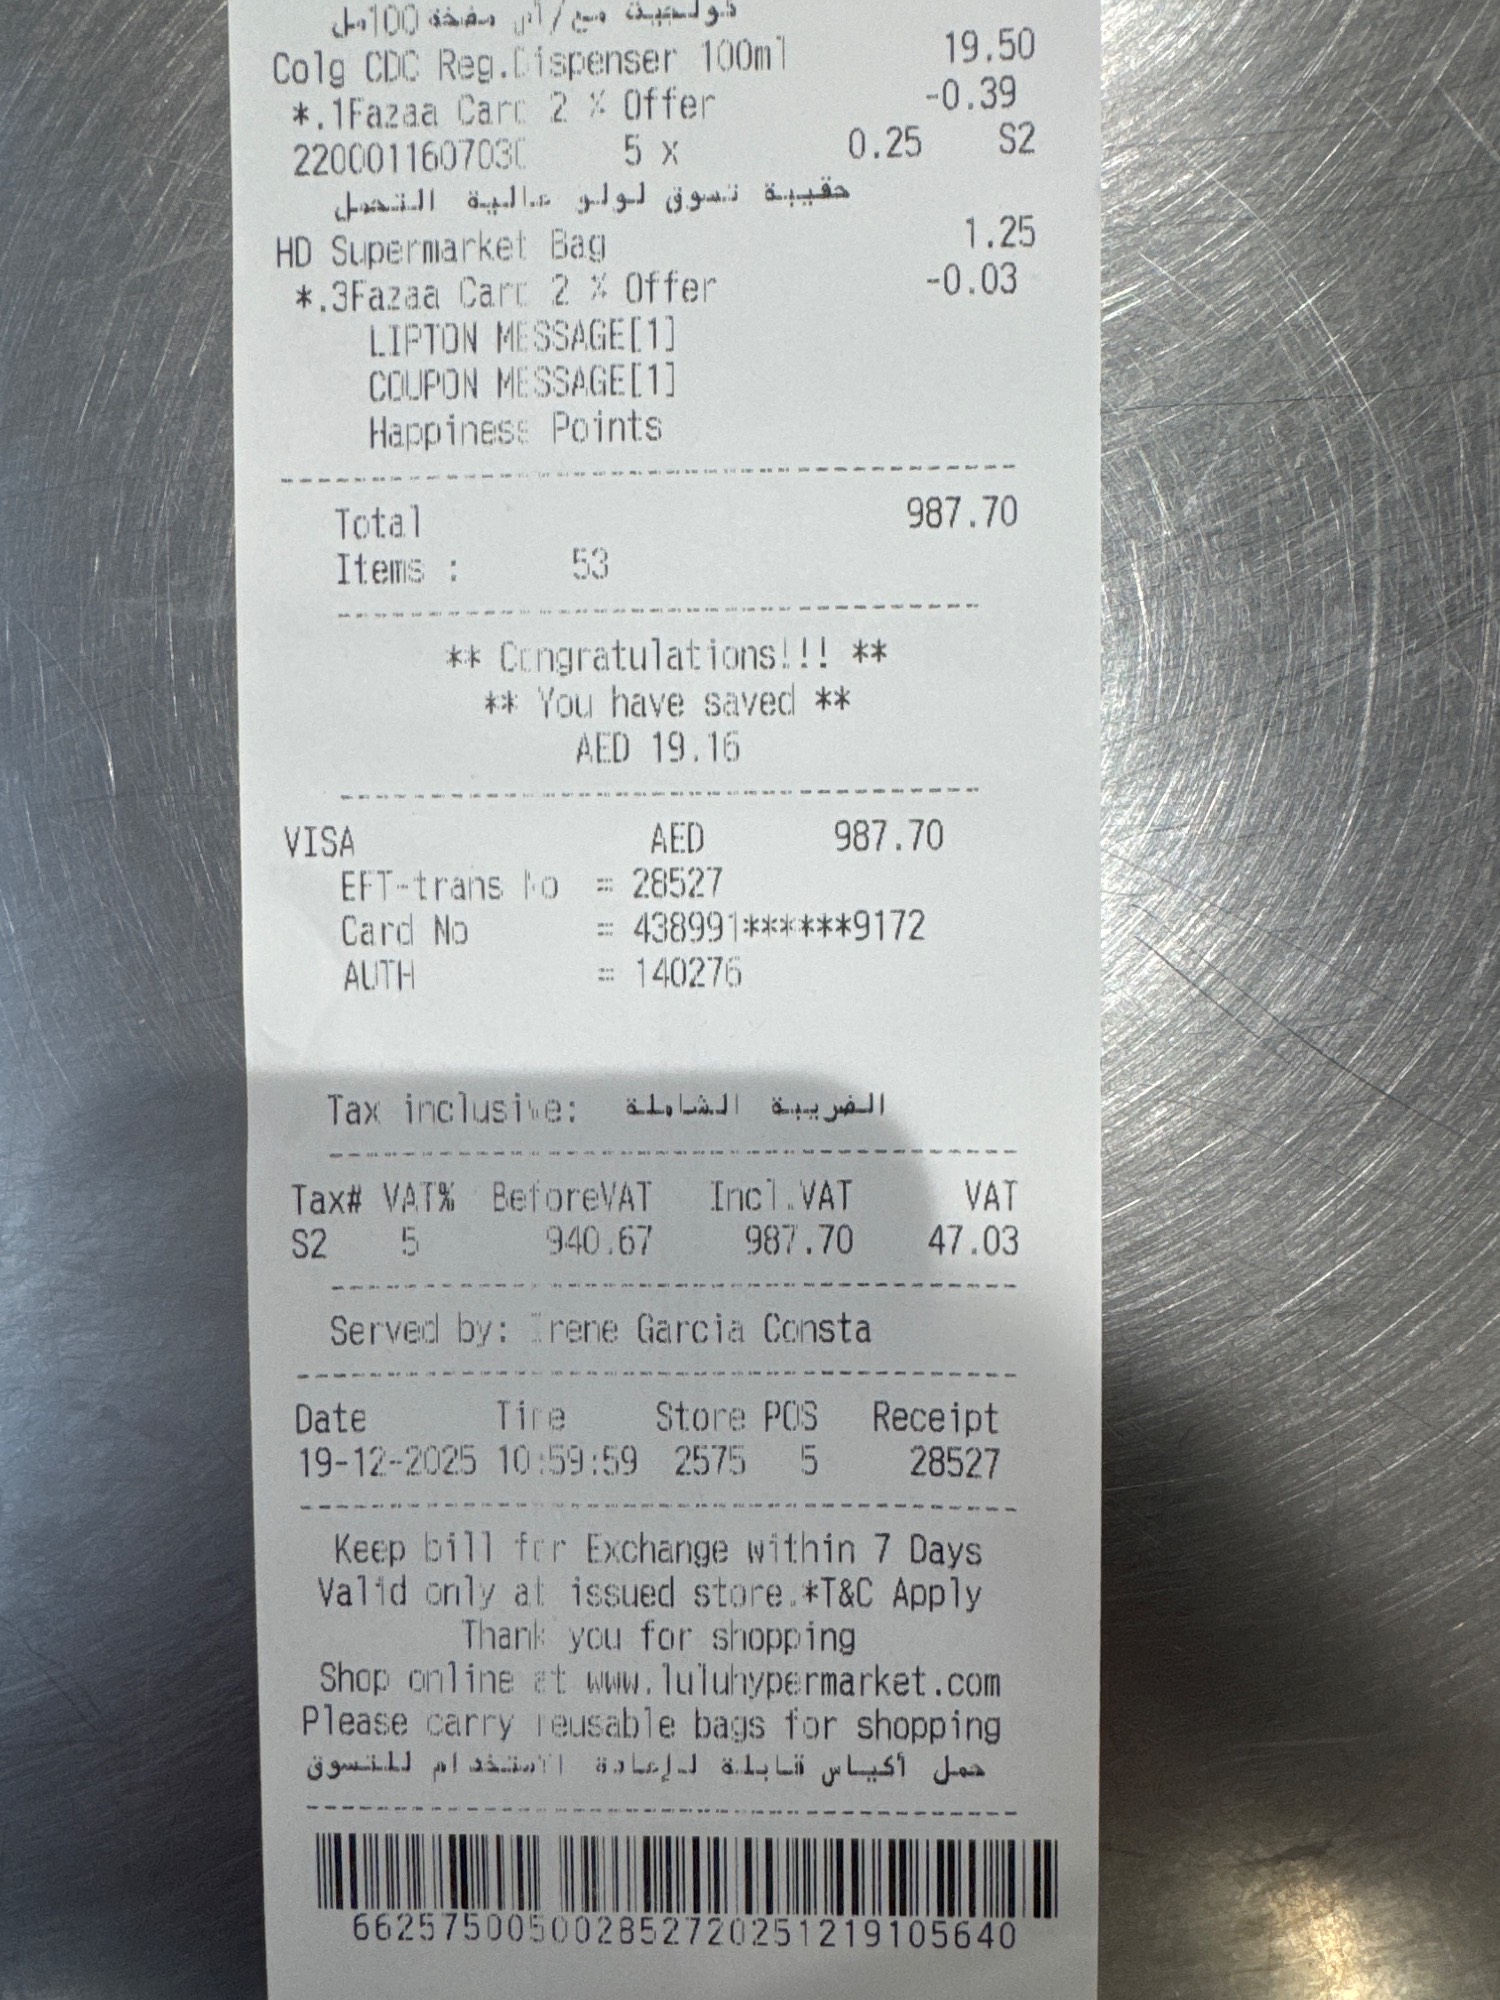 كولجيت مع/اس مضخة 100مل
Colg CDC Reg.Dispenser 100ml 19.50
*.1Fazaa Card 2 % Offer -0.39
2200011607030 5 x 0.25 S2
حقيبة تسوق لولو عالية التحمل
HD Supermarket Bag 1.25
*.3Fazaa Card 2 % Offer -0.03
LIPTON MESSAGE[1]
COUPON MESSAGE[1]
Happiness Points
Total 987.70
Items : 53
** Congratulations!!! **
** You have saved **
AED 19.16
VISA AED 987.70
EFT-trans No = 28527
Card No = 438991******9172
AUTH = 140276
Tax inclusive: الضريبة الشاملة
Tax# VAT% BeforeVAT Incl.VAT VAT
S2 5 940.67 987.70 47.03
Served by: Irene Garcia Consta
Date Time Store POS Receipt
19-12-2025 10:59:59 2575 5 28527
Keep bill for Exchange within 7 Days
Valid only at issued store.*T&C Apply
Thank you for shopping
Shop online at www.luluhypermarket.com
Please carry reusable bags for shopping
حمل أكياس قابلة لإعادة الاستخدام للتسوق
662575005002852720251219105640